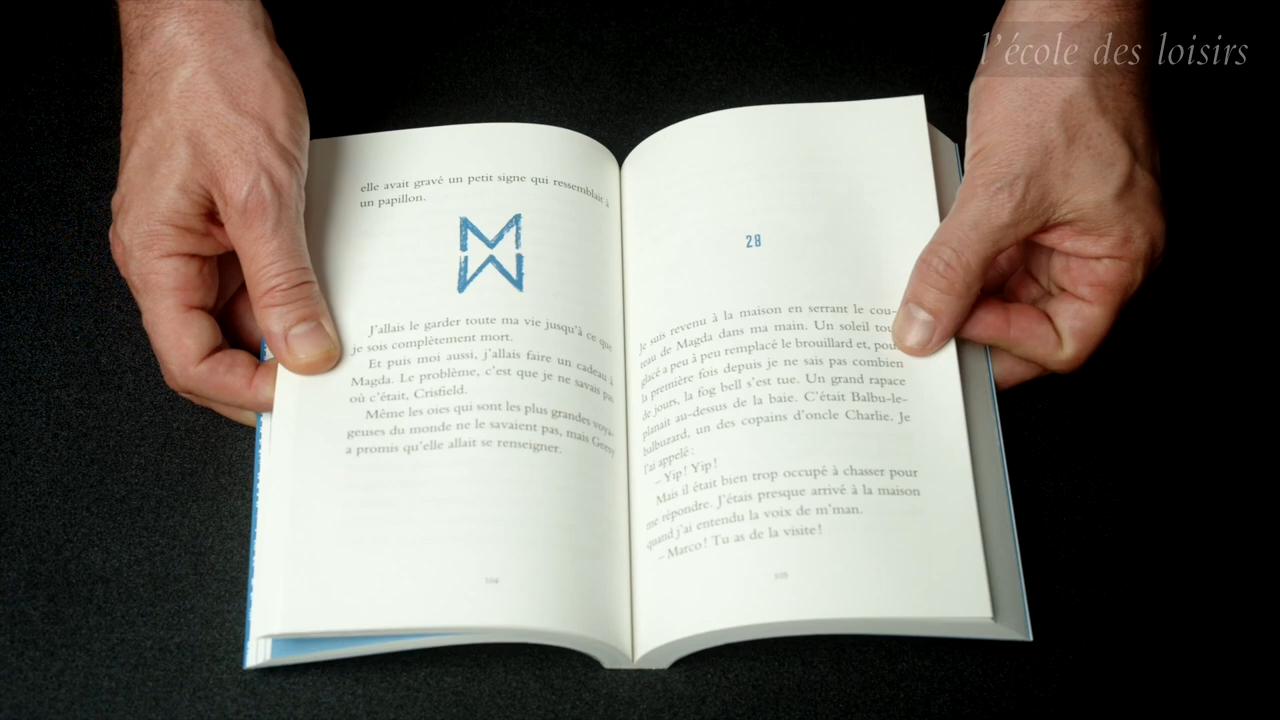 l'école des loisirs
elle avait gravé un petit signe qui ressemblait à
un papillon.
J'allais le garder toute ma vie jusqu'à ce que
je sois complètement mort.
Et puis moi aussi, j'allais faire un cadeau à
Magda. Le problème, c'est que je ne savais pas
où c'était, Crisfield.
Même les oies qui sont les plus grandes voya-
geuses du monde ne le savaient pas, mais
a promis qu'elle allait se renseigner.
104
28
Je suis revenu à la maison en serrant le cou-
teau de Magda dans ma main. Un soleil tout
glacé a peu à peu remplacé le brouillard et, pour
la première fois depuis je ne sais pas combien
de jours, la fog bell s'est tue. Un grand rapace
planait au-dessus de la baie. C'était Balbu-le-
balbuzard, un des copains d'oncle Charlie. Je
l'ai appelé :
– Yip ! Yip !
Mais il était bien trop occupé à chasser pour
me répondre. J'étais presque arrivé à la maison
quand j'ai entendu la voix de m'man.
– Marco ! Tu as de la visite !
105